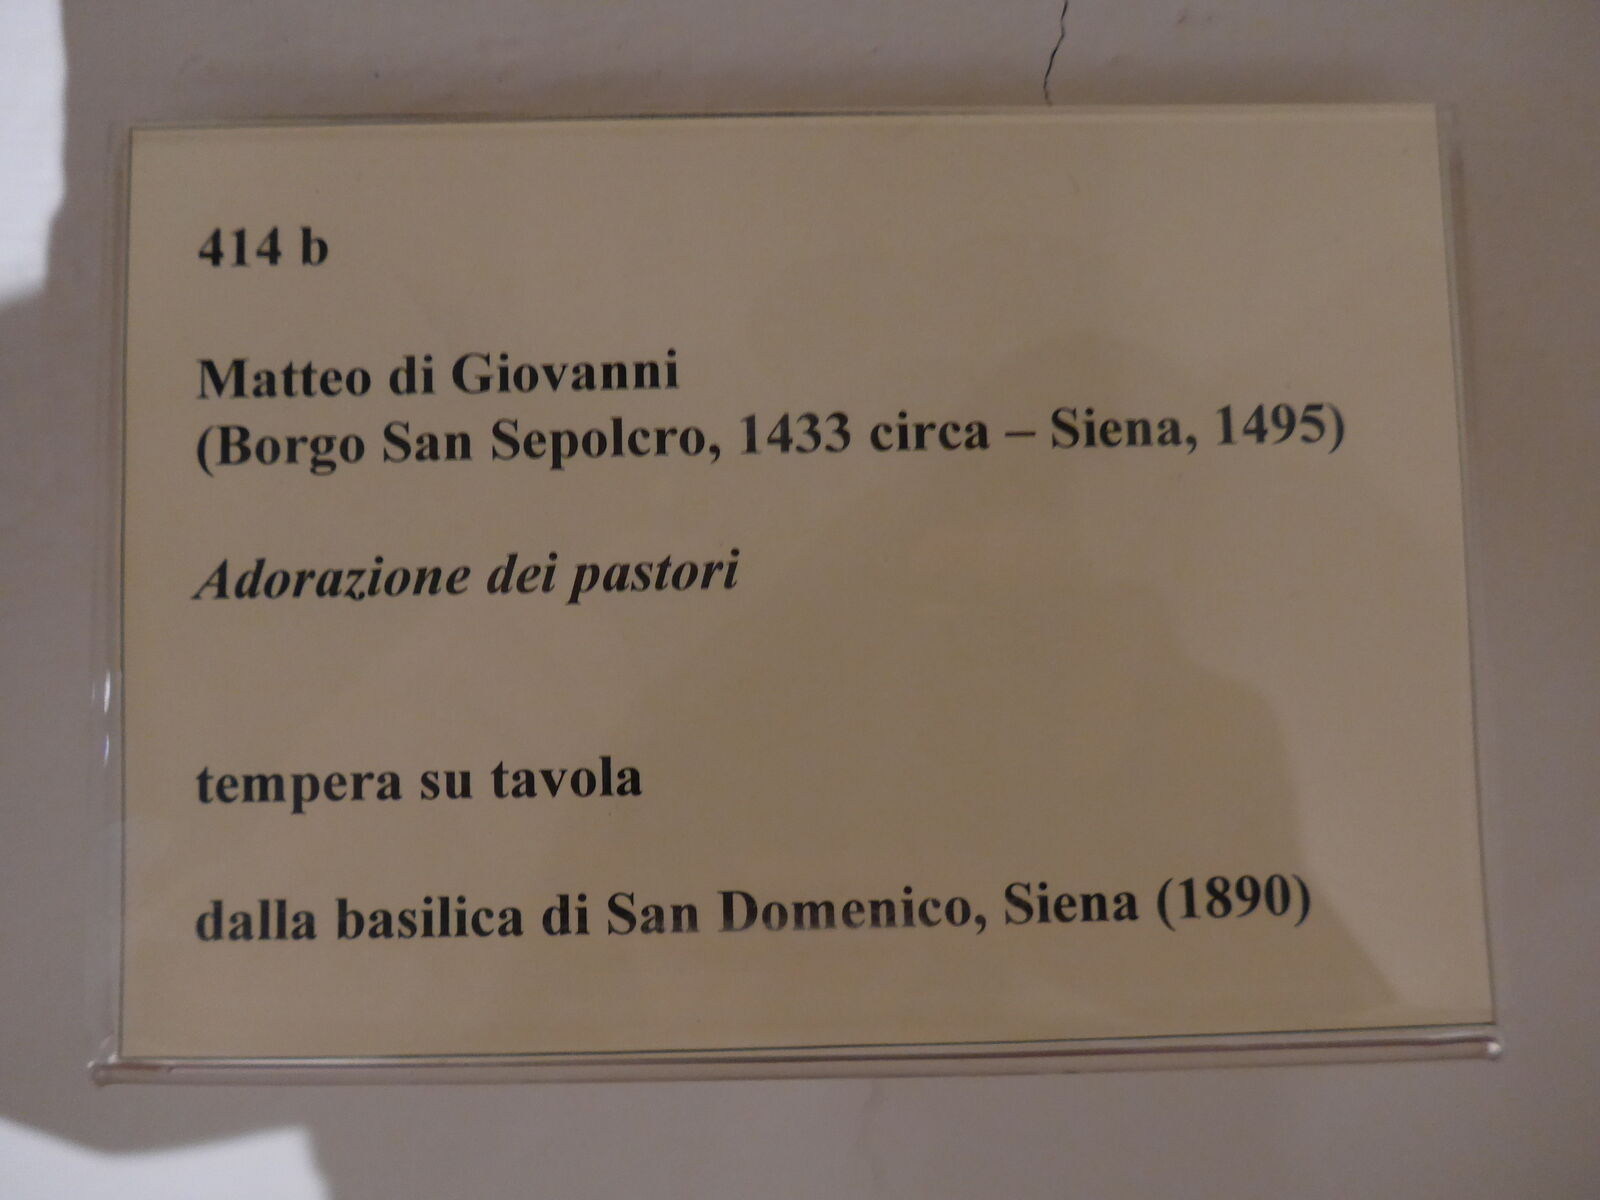 414 b
Matteo di Giovanni
(Borgo San Sepolcro, 1433 circa – Siena, 1495)
Adorazione dei pastori
tempera su tavola
dalla basilica di San Domenico, Siena (1890)